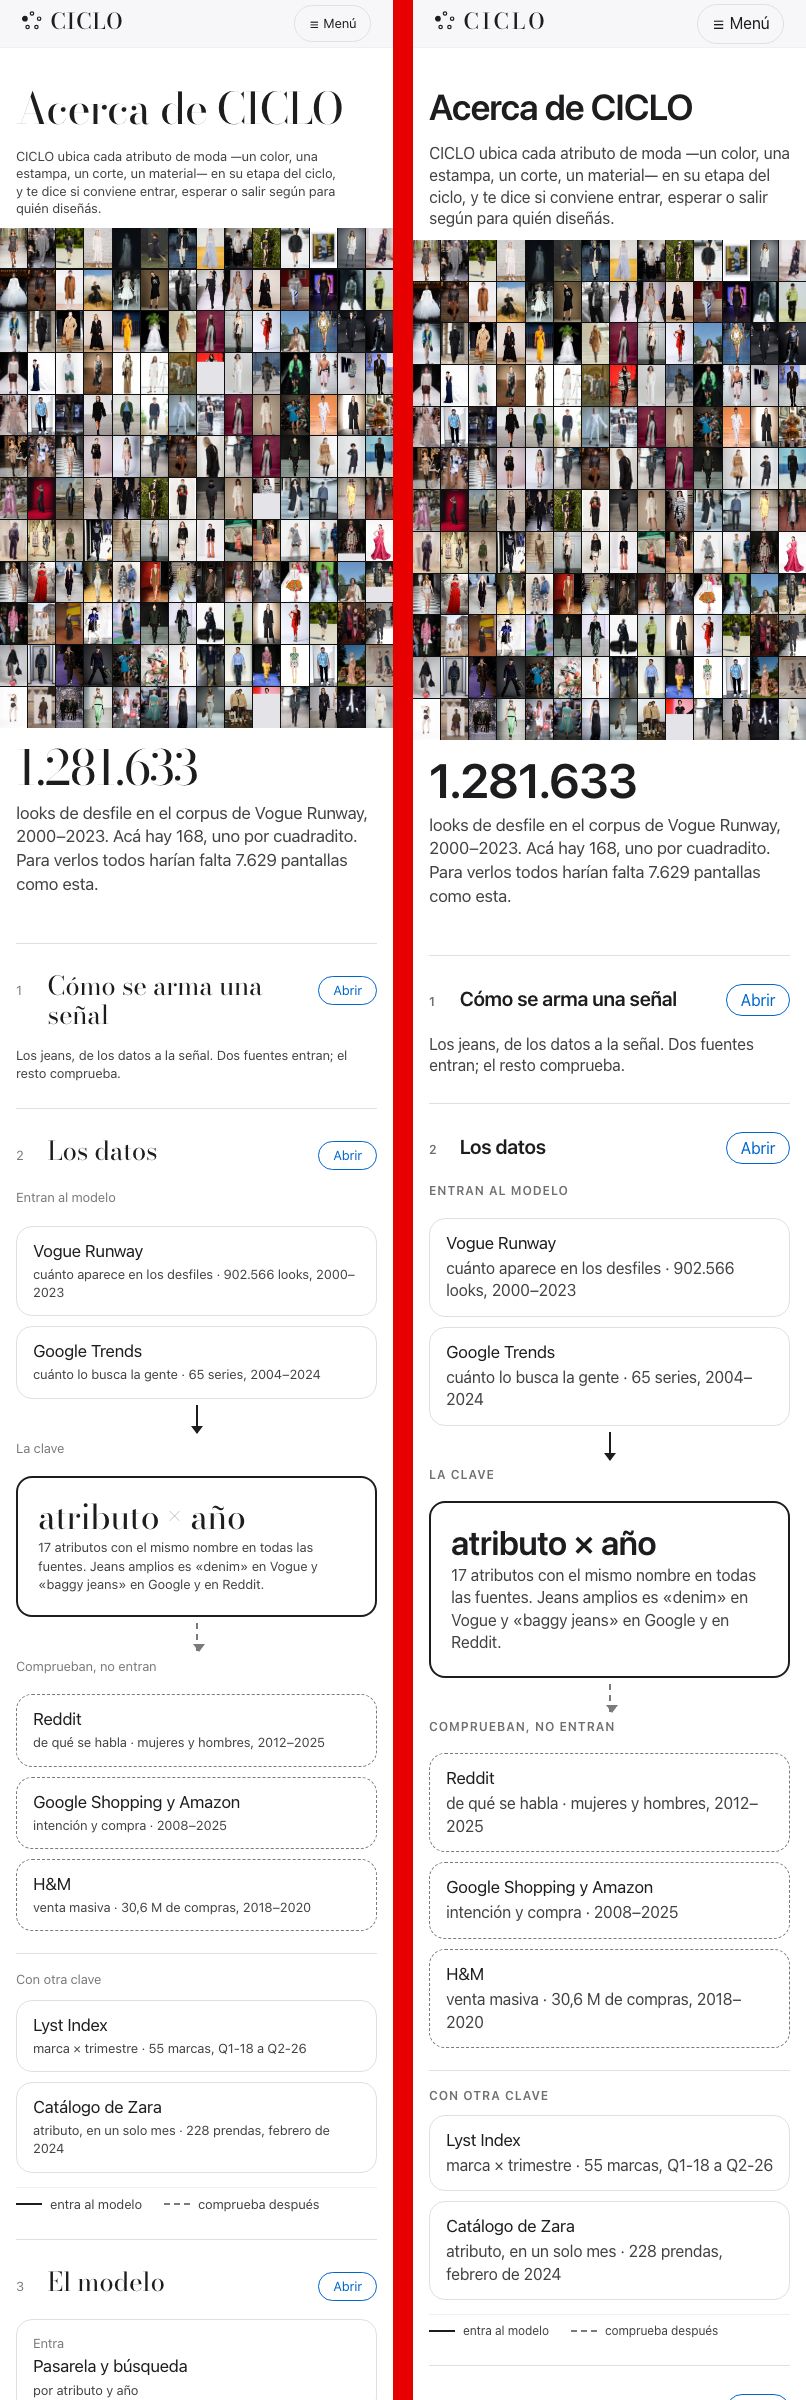 CICLO
≡ Menú
Acerca de CICLO
CICLO ubica cada atributo de moda —un color, una
estampa, un corte, un material— en su etapa del ciclo,
y te dice si conviene entrar, esperar o salir según para
quién diseñás.
1.281.633
looks de desfile en el corpus de Vogue Runway,
2000–2023. Acá hay 168, uno por cuadradito.
Para verlos todos harían falta 7.629 pantallas
como esta.
1 Cómo se arma una
señal
Abrir
Los jeans, de los datos a la señal. Dos fuentes entran; el
resto comprueba.
2 Los datos
Abrir
Entran al modelo
Vogue Runway
cuánto aparece en los desfiles · 902.566 looks, 2000–
2023
Google Trends
cuánto lo busca la gente · 65 series, 2004–2024
La clave
atributo × año
17 atributos con el mismo nombre en todas las
fuentes. Jeans amplios es «denim» en Vogue y
«baggy jeans» en Google y en Reddit.
Comprueban, no entran
Reddit
de qué se habla · mujeres y hombres, 2012–2025
Google Shopping y Amazon
intención y compra · 2008–2025
H&M
venta masiva · 30,6 M de compras, 2018–2020
Con otra clave
Lyst Index
marca × trimestre · 55 marcas, Q1-18 a Q2-26
Catálogo de Zara
atributo, en un solo mes · 228 prendas, febrero de
2024
entra al modelo
comprueba después
3 El modelo
Abrir
Entra
Pasarela y búsqueda
por atributo y año
CICLO
≡ Menú
Acerca de CICLO
CICLO ubica cada atributo de moda —un color, una
estampa, un corte, un material— en su etapa del
ciclo, y te dice si conviene entrar, esperar o salir
según para quién diseñás.
1.281.633
looks de desfile en el corpus de Vogue Runway,
2000–2023. Acá hay 168, uno por cuadradito.
Para verlos todos harían falta 7.629 pantallas
como esta.
1 Cómo se arma una señal
Abrir
Los jeans, de los datos a la señal. Dos fuentes
entran; el resto comprueba.
2 Los datos
Abrir
ENTRAN AL MODELO
Vogue Runway
cuánto aparece en los desfiles · 902.566
looks, 2000–2023
Google Trends
cuánto lo busca la gente · 65 series, 2004–
2024
LA CLAVE
atributo × año
17 atributos con el mismo nombre en todas
las fuentes. Jeans amplios es «denim» en
Vogue y «baggy jeans» en Google y en
Reddit.
COMPRUEBAN, NO ENTRAN
Reddit
de qué se habla · mujeres y hombres, 2012–
2025
Google Shopping y Amazon
intención y compra · 2008–2025
H&M
venta masiva · 30,6 M de compras, 2018–
2020
CON OTRA CLAVE
Lyst Index
marca × trimestre · 55 marcas, Q1-18 a Q2-26
Catálogo de Zara
atributo, en un solo mes · 228 prendas,
febrero de 2024
entra al modelo
comprueba después